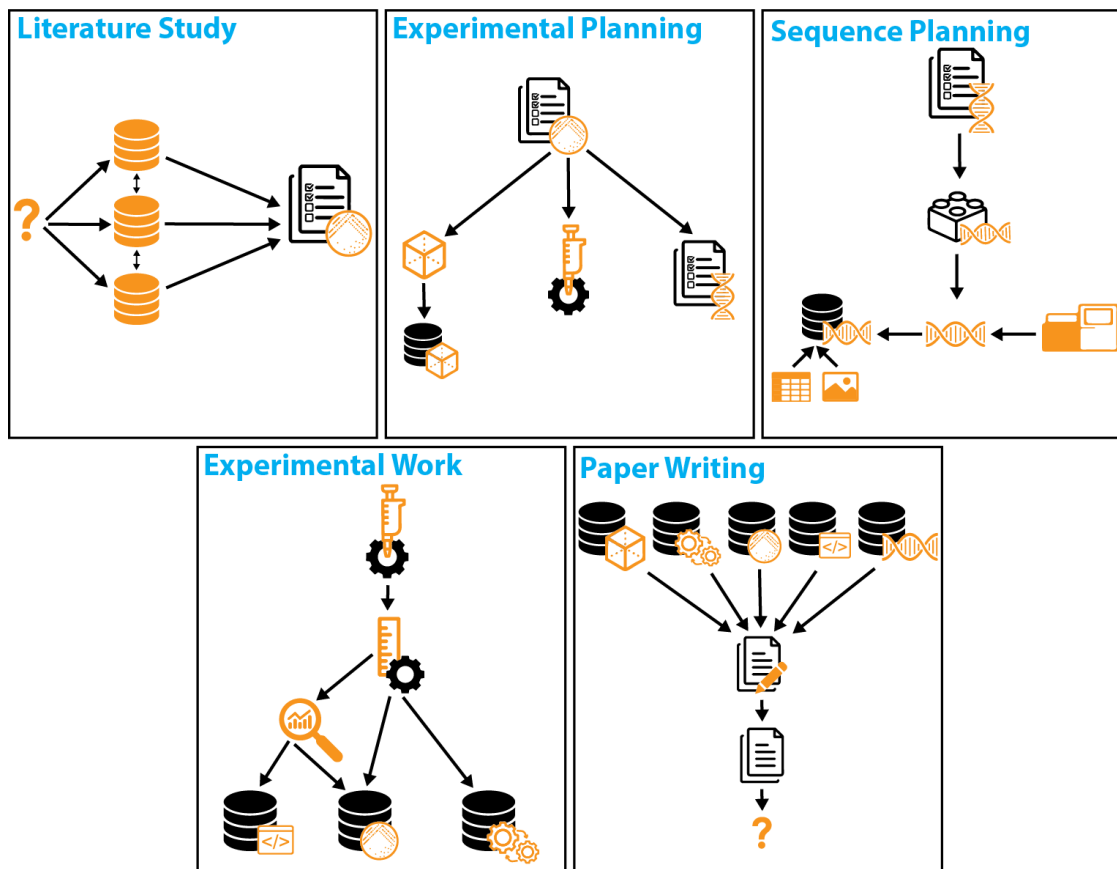 Literature Study
Experimental Planning
Sequence Planning
?
Experimental Work
Paper Writing
</>
</>
?